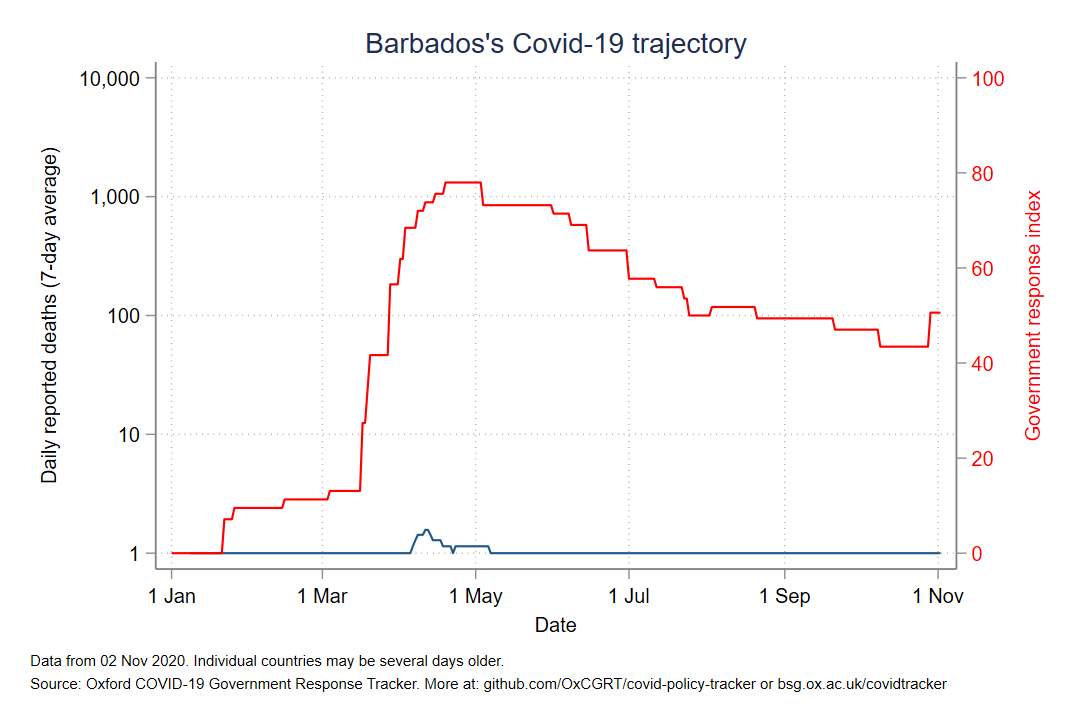 Barbados's Covid-19 trajectory
Daily reported deaths (7-day average)
10,000
1,000
100
10
1
100
80
60
40
20
0
Government response index
1 Jan 1 Mar 1 May 1 Jul 1 Sep 1 Nov
Date
Data from 02 Nov 2020. Individual countries may be several days older.
Source: Oxford COVID-19 Government Response Tracker. More at: github.com/OxCGRT/covid-policy-tracker or bsg.ox.ac.uk/covidtracker